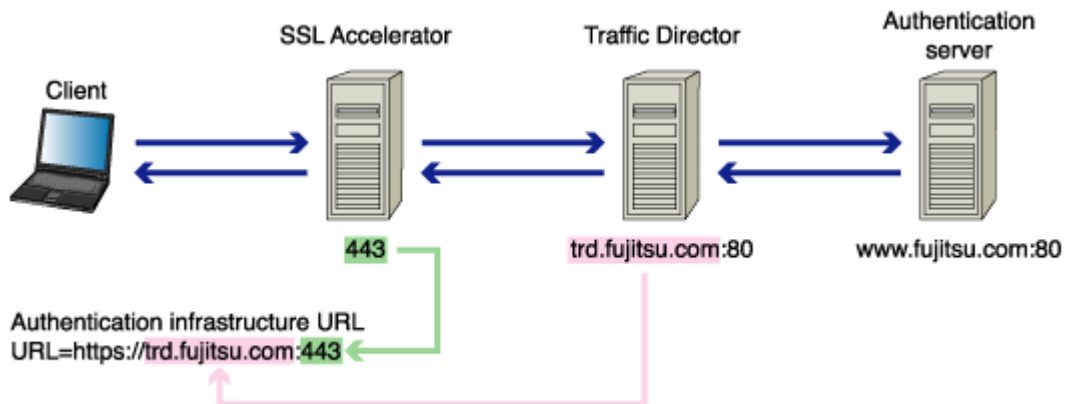 SSL Accelerator
Traffic Director
Authentication
server
Client
443
trd.fujitsu.com:80
www.fujitsu.com:80
Authentication infrastructure URL
URL=https://trd.fujitsu.com:443